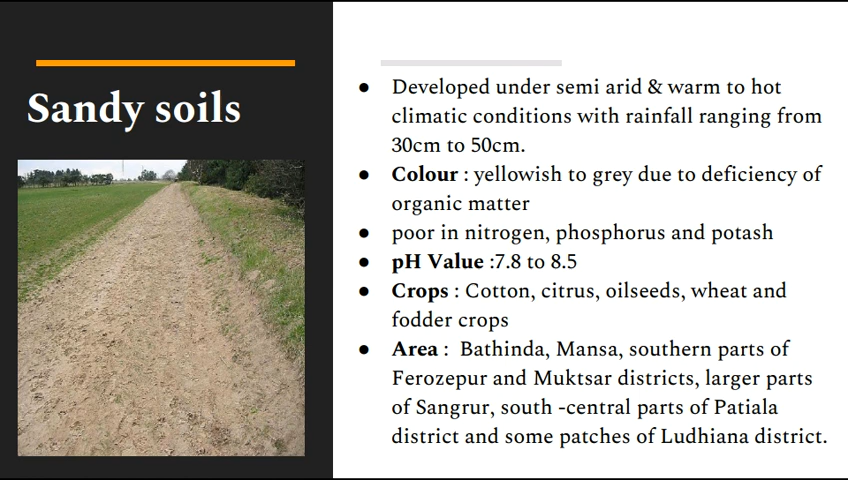 Sandy soils
● Developed under semi arid & warm to hot
climatic conditions with rainfall ranging from
30cm to 50cm.
● Colour : yellowish to grey due to deficiency of
organic matter
● poor in nitrogen, phosphorus and potash
● pH Value :7.8 to 8.5
● Crops : Cotton, citrus, oilseeds, wheat and
fodder crops
● Area :  Bathinda, Mansa, southern parts of
Ferozepur and Muktsar districts, larger parts
of Sangrur, south -central parts of Patiala
district and some patches of Ludhiana district.